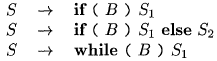 S → if ( B ) S₁
S → if ( B ) S₁ else S₂
S → while ( B ) S₁